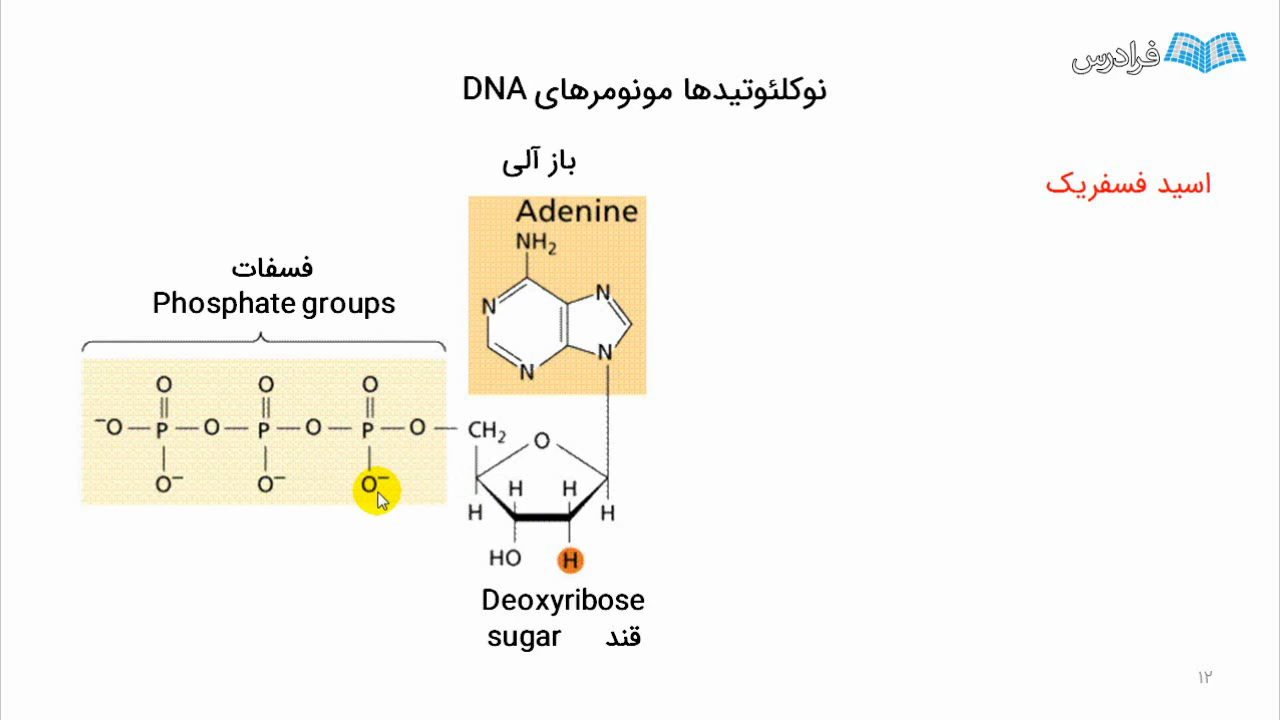 فرادرس
نوکلئوتیدها مونومرهای DNA
اسید فسفریک
باز آلی
Adenine
NH2
N
N
N
N
فسفات
Phosphate groups
O O O
⁻O P O P O P O CH2 O
O⁻ O⁻ O⁻
H H H H
HO H
Deoxyribose
sugar قند
۱۲